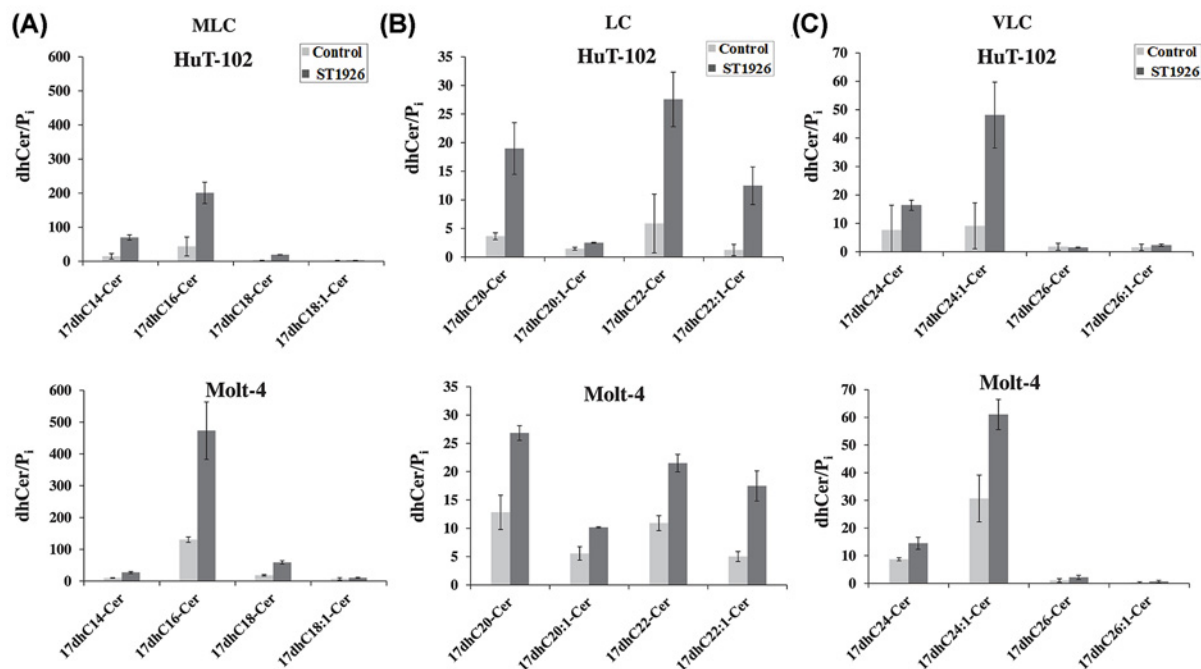 (A)
MLC
HuT-102
Control
ST1926
dhCer/Pi
600
500
400
300
200
100
0
17dhC14-Cer
17dhC16-Cer
17dhC18-Cer
17dhC18:1-Cer
Molt-4
dhCer/Pi
600
500
400
300
200
100
0
17dhC14-Cer
17dhC16-Cer
17dhC18-Cer
17dhC18:1-Cer
(B)
LC
HuT-102
Control
ST1926
dhCer/Pi
35
30
25
20
15
10
5
0
17dhC20-Cer
17dhC20:1-Cer
17dhC22-Cer
17dhC22:1-Cer
Molt-4
dhCer/Pi
35
30
25
20
15
10
5
0
17dhC20-Cer
17dhC20:1-Cer
17dhC22-Cer
17dhC22:1-Cer
(C)
VLC
HuT-102
Control
ST1926
dhCer/Pi
70
60
50
40
30
20
10
0
17dhC24-Cer
17dhC24:1-Cer
17dhC26-Cer
17dhC26:1-Cer
Molt-4
dhCer/Pi
70
60
50
40
30
20
10
0
17dhC24-Cer
17dhC24:1-Cer
17dhC26-Cer
17dhC26:1-Cer